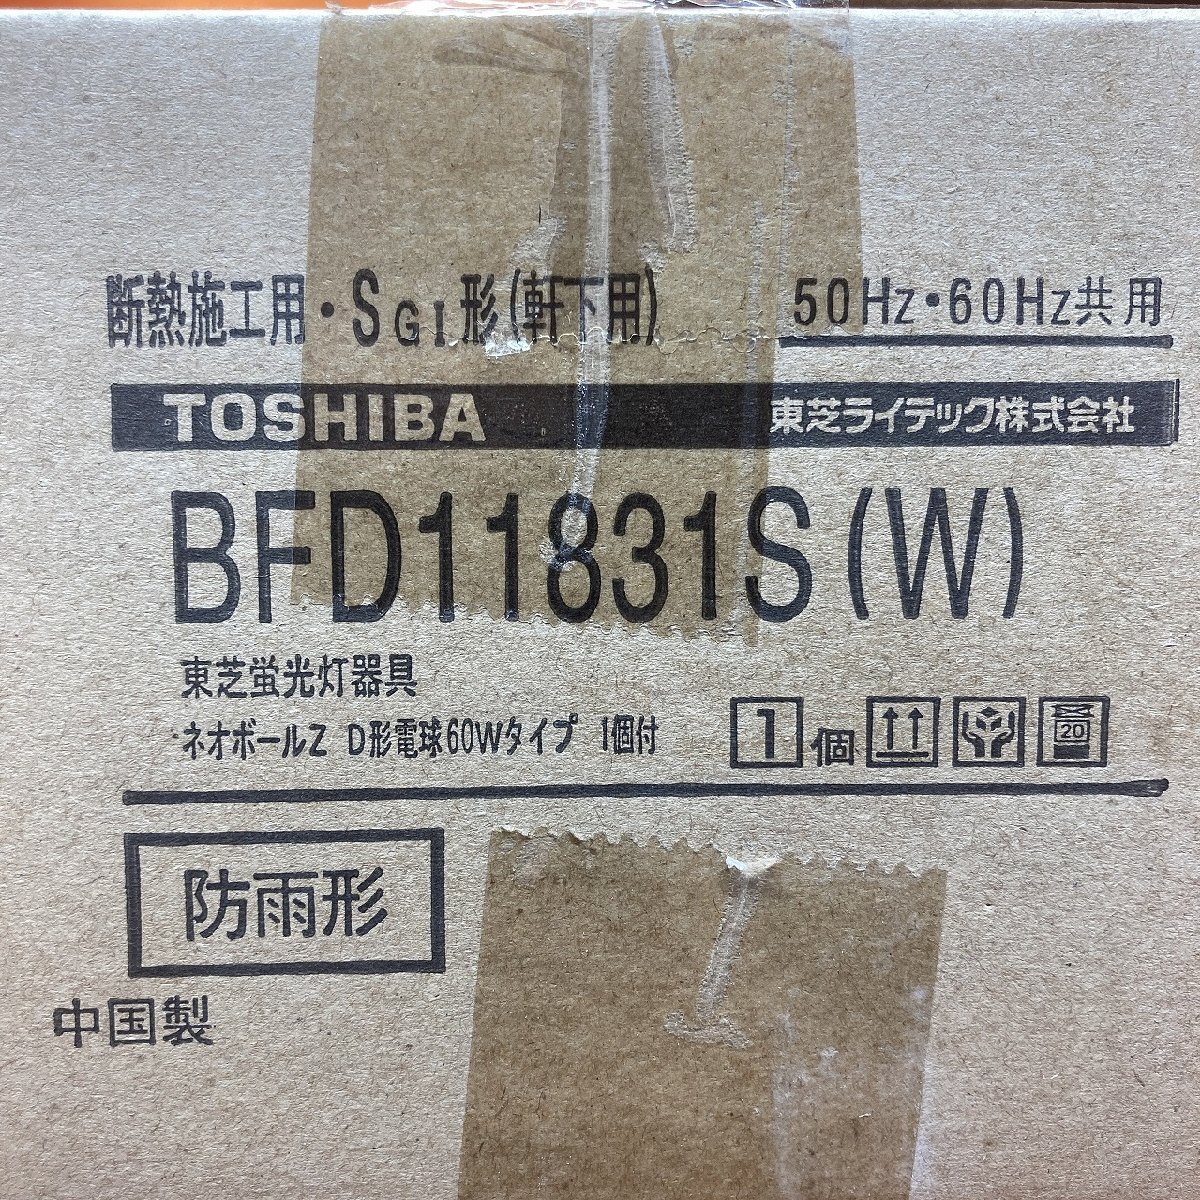 断熱施工用・SGI形(軒下用) 50Hz・60Hz共用
TOSHIBA 東芝ライテック株式会社
BFD11831S(W)
東芝蛍光灯器具
ネオボールZ D形電球60Wタイプ 1個付
1個 20
防雨形
中国製